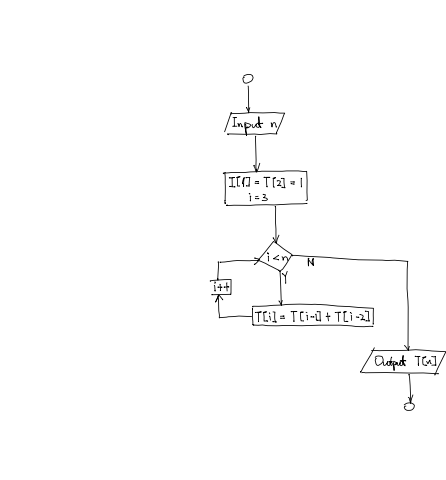 Input n
T[1] = T[2] = 1
i=3
i<n
N
Y
i++
T[i] = T[i-1] + T[i-2]
Output T[n]